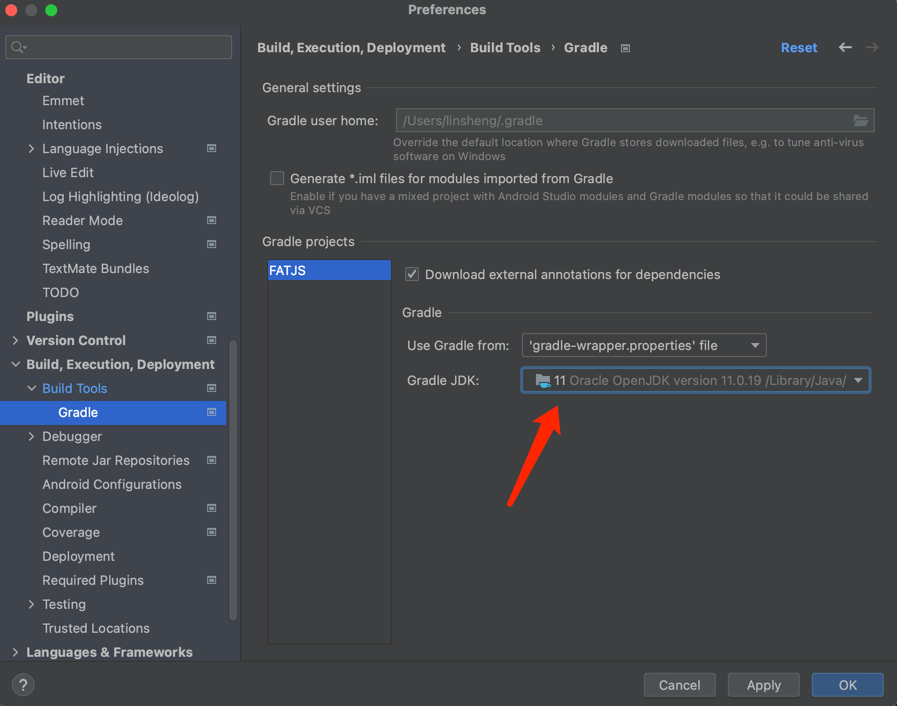 Preferences
Build, Execution, Deployment › Build Tools › Gradle
Reset
Editor
Emmet
Intentions
Language Injections
Live Edit
Log Highlighting (Ideolog)
Reader Mode
Spelling
TextMate Bundles
TODO
Plugins
Version Control
Build, Execution, Deployment
Build Tools
Gradle
Debugger
Remote Jar Repositories
Android Configurations
Compiler
Coverage
Deployment
Required Plugins
Testing
Trusted Locations
Languages & Frameworks
General settings
Gradle user home: /Users/linsheng/.gradle
Override the default location where Gradle stores downloaded files, e.g. to tune anti-virus
software on Windows
Generate *.iml files for modules imported from Gradle
Enable if you have a mixed project with Android Studio modules and Gradle modules so that it could be shared
via VCS
Gradle projects
FATJS
Download external annotations for dependencies
Gradle
Use Gradle from: 'gradle-wrapper.properties' file
Gradle JDK: 11 Oracle OpenJDK version 11.0.19 /Library/Java/
?
Cancel
Apply
OK